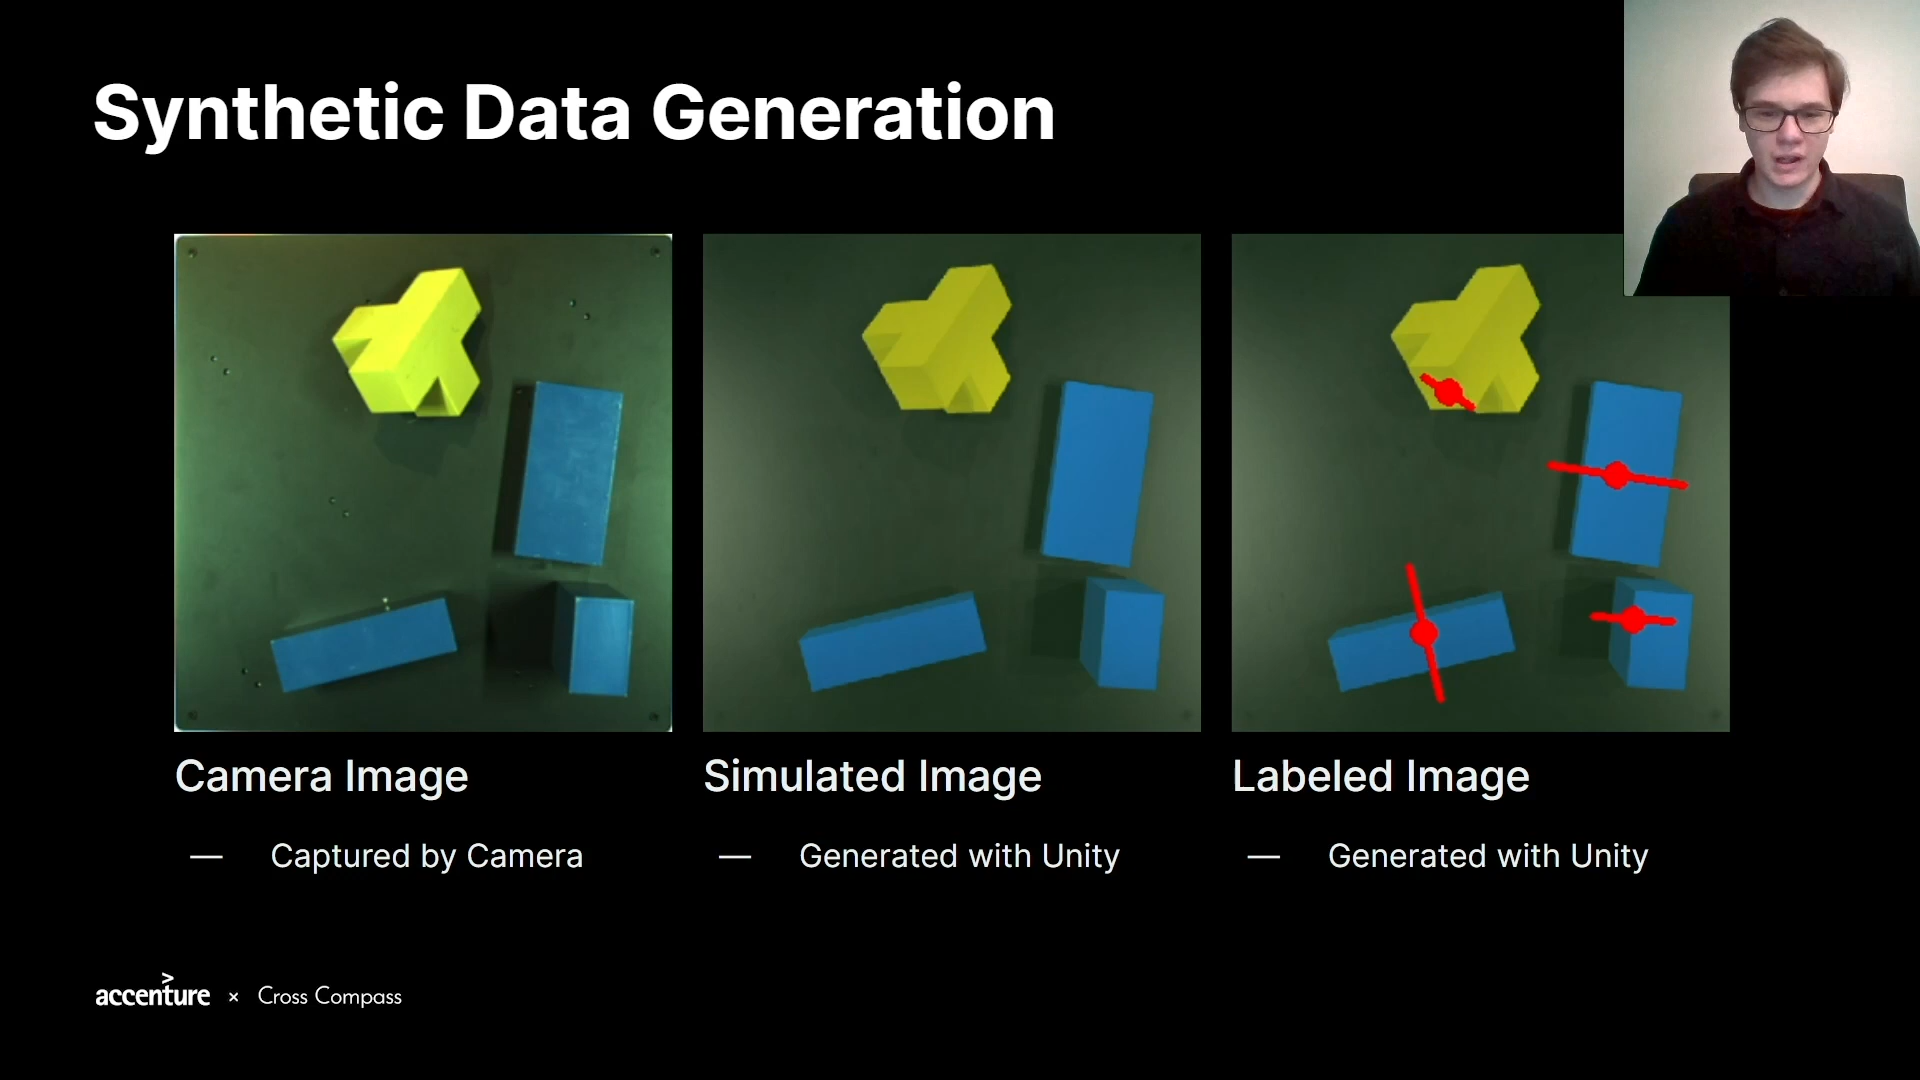 Synthetic Data Generation
Camera Image
— Captured by Camera
Simulated Image
— Generated with Unity
Labeled Image
— Generated with Unity
accenture × Cross Compass